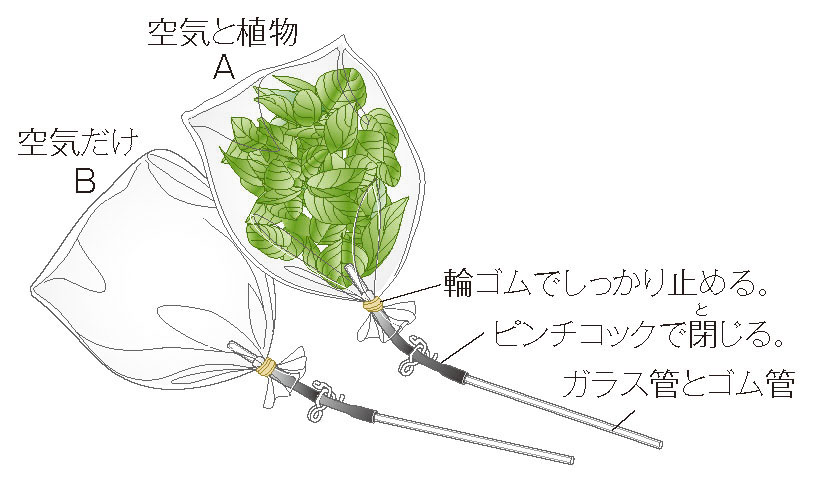 空気と植物
A
空気だけ
B
輪ゴムでしっかり止める。
と
ピンチコックで閉じる。
ガラス管とゴム管